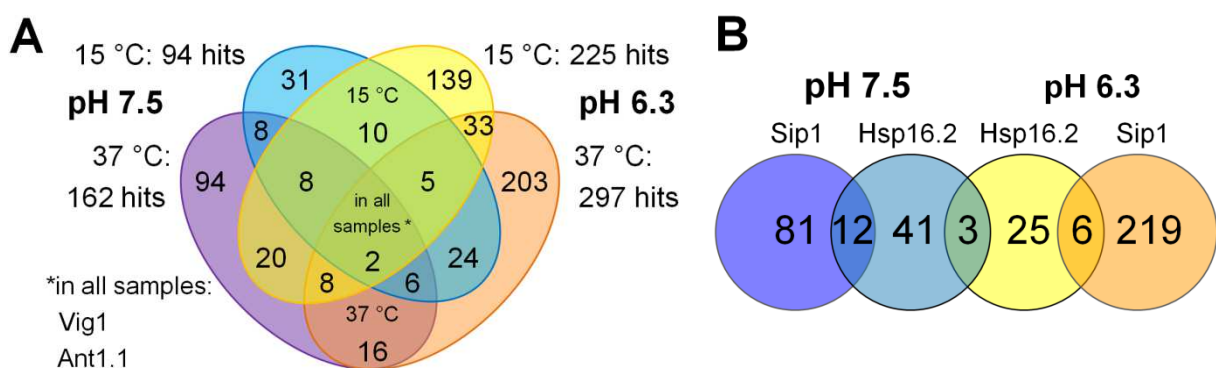 A
15 °C: 94 hits
15 °C: 225 hits
pH 7.5
pH 6.3
37 °C:
162 hits
37 °C:
297 hits
31
139
15 °C
10
8
33
94
8
5
203
in all
samples *
20
2
24
8
6
37 °C
16
*in all samples:
Vig1
Ant1.1
B
pH 7.5
pH 6.3
Sip1
Hsp16.2
Hsp16.2
Sip1
81
12
41
3
25
6
219